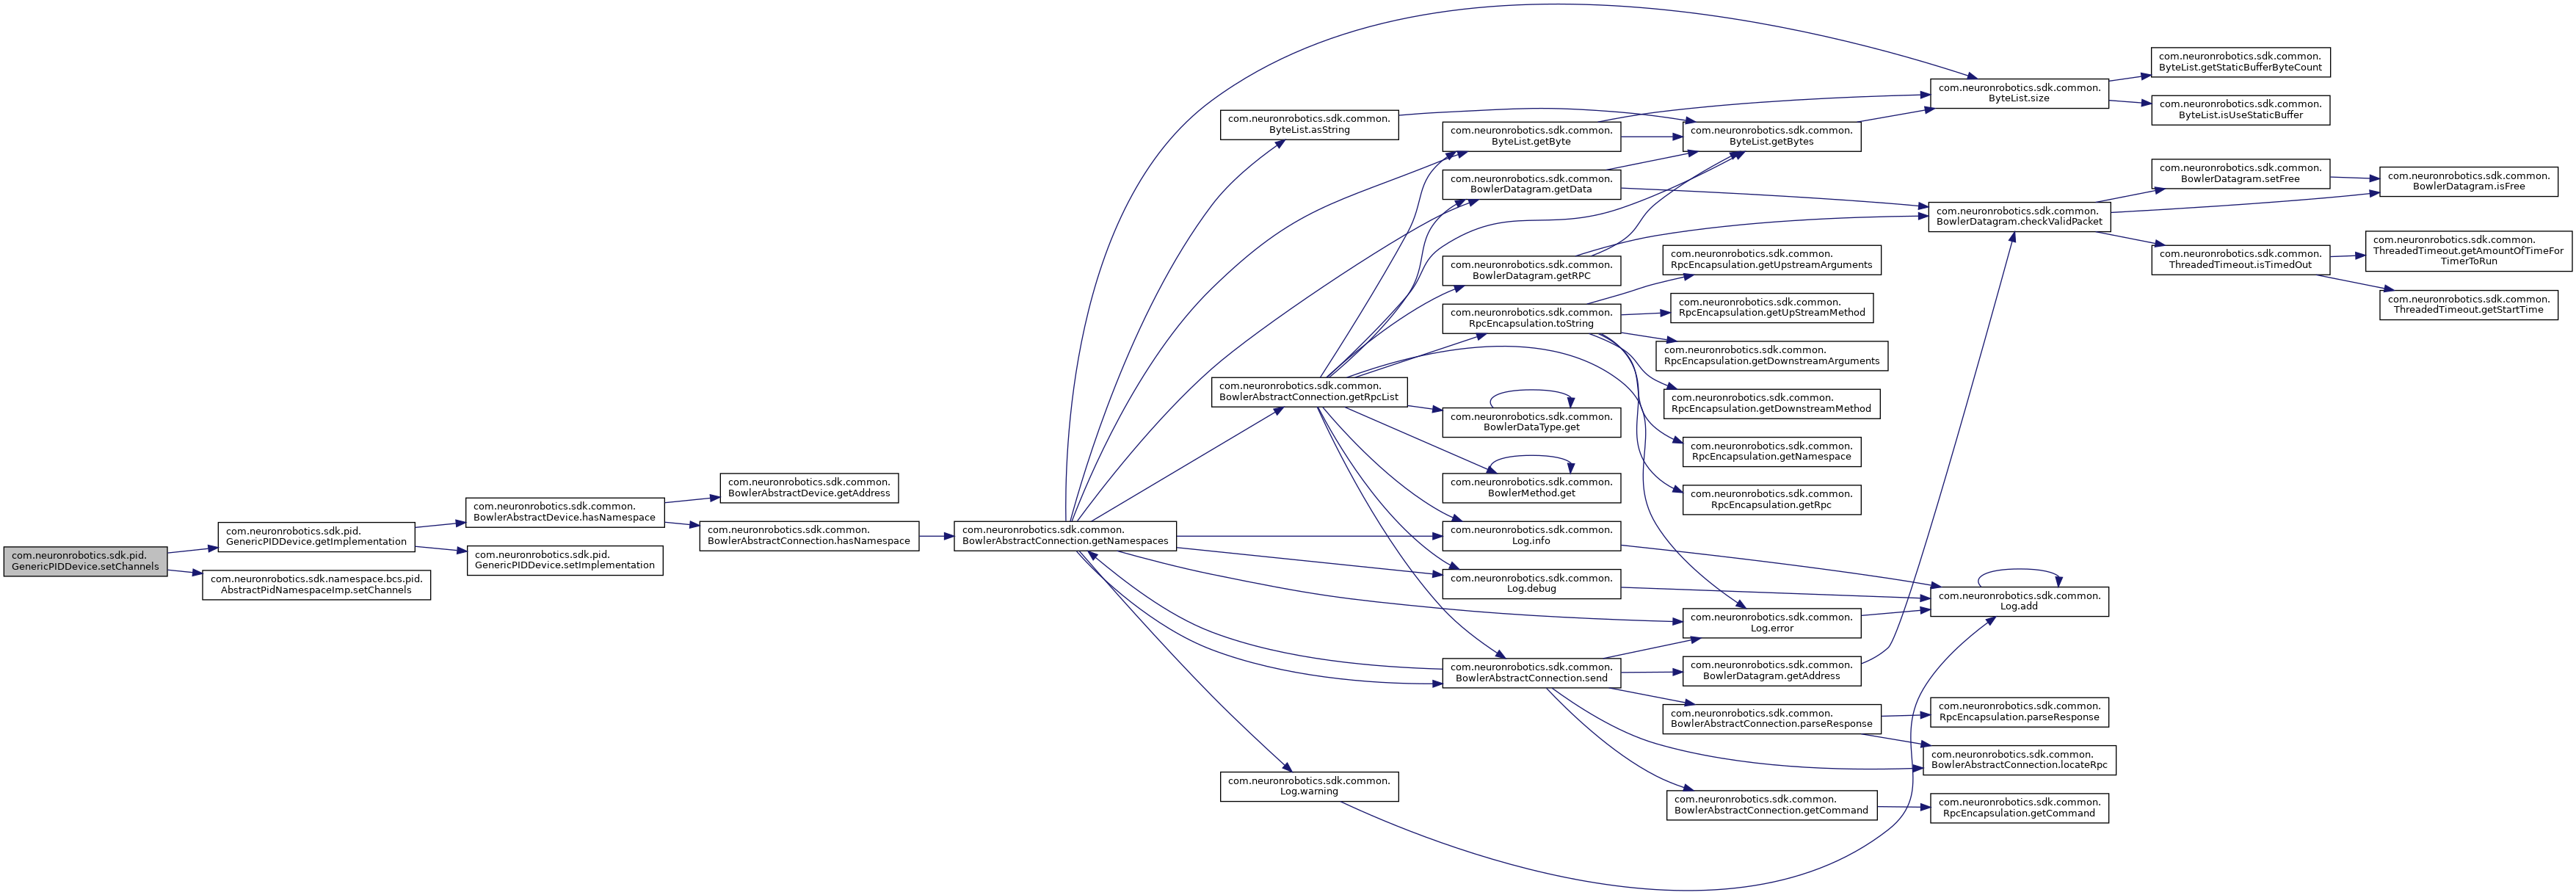 com.neuronrobotics.sdk.pid.
GenericPIDDevice.setChannels
com.neuronrobotics.sdk.pid.
GenericPIDDevice.getImplementation
com.neuronrobotics.sdk.namespace.bcs.pid.
AbstractPidNamespaceImp.setChannels
com.neuronrobotics.sdk.common.
BowlerAbstractDevice.hasNamespace
com.neuronrobotics.sdk.pid.
GenericPIDDevice.setImplementation
com.neuronrobotics.sdk.common.
BowlerAbstractDevice.getAddress
com.neuronrobotics.sdk.common.
BowlerAbstractConnection.hasNamespace
com.neuronrobotics.sdk.common.
BowlerAbstractConnection.getNamespaces
com.neuronrobotics.sdk.common.
ByteList.asString
com.neuronrobotics.sdk.common.
BowlerAbstractConnection.getRpcList
com.neuronrobotics.sdk.common.
Log.warning
com.neuronrobotics.sdk.common.
ByteList.getByte
com.neuronrobotics.sdk.common.
BowlerDatagram.getData
com.neuronrobotics.sdk.common.
BowlerDatagram.getRPC
com.neuronrobotics.sdk.common.
RpcEncapsulation.toString
com.neuronrobotics.sdk.common.
BowlerDataType.get
com.neuronrobotics.sdk.common.
BowlerMethod.get
com.neuronrobotics.sdk.common.
Log.info
com.neuronrobotics.sdk.common.
Log.debug
com.neuronrobotics.sdk.common.
BowlerAbstractConnection.send
com.neuronrobotics.sdk.common.
ByteList.getBytes
com.neuronrobotics.sdk.common.
RpcEncapsulation.getUpstreamArguments
com.neuronrobotics.sdk.common.
RpcEncapsulation.getUpStreamMethod
com.neuronrobotics.sdk.common.
RpcEncapsulation.getDownstreamArguments
com.neuronrobotics.sdk.common.
RpcEncapsulation.getDownstreamMethod
com.neuronrobotics.sdk.common.
RpcEncapsulation.getNamespace
com.neuronrobotics.sdk.common.
RpcEncapsulation.getRpc
com.neuronrobotics.sdk.common.
Log.error
com.neuronrobotics.sdk.common.
BowlerDatagram.getAddress
com.neuronrobotics.sdk.common.
BowlerAbstractConnection.parseResponse
com.neuronrobotics.sdk.common.
BowlerAbstractConnection.getCommand
com.neuronrobotics.sdk.common.
ByteList.size
com.neuronrobotics.sdk.common.
BowlerDatagram.checkValidPacket
com.neuronrobotics.sdk.common.
Log.add
com.neuronrobotics.sdk.common.
RpcEncapsulation.parseResponse
com.neuronrobotics.sdk.common.
BowlerAbstractConnection.locateRpc
com.neuronrobotics.sdk.common.
RpcEncapsulation.getCommand
com.neuronrobotics.sdk.common.
ByteList.getStaticBufferByteCount
com.neuronrobotics.sdk.common.
ByteList.isUseStaticBuffer
com.neuronrobotics.sdk.common.
BowlerDatagram.setFree
com.neuronrobotics.sdk.common.
ThreadedTimeout.isTimedOut
com.neuronrobotics.sdk.common.
BowlerDatagram.isFree
com.neuronrobotics.sdk.common.
ThreadedTimeout.getAmountOfTimeFor
TimerToRun
com.neuronrobotics.sdk.common.
ThreadedTimeout.getStartTime